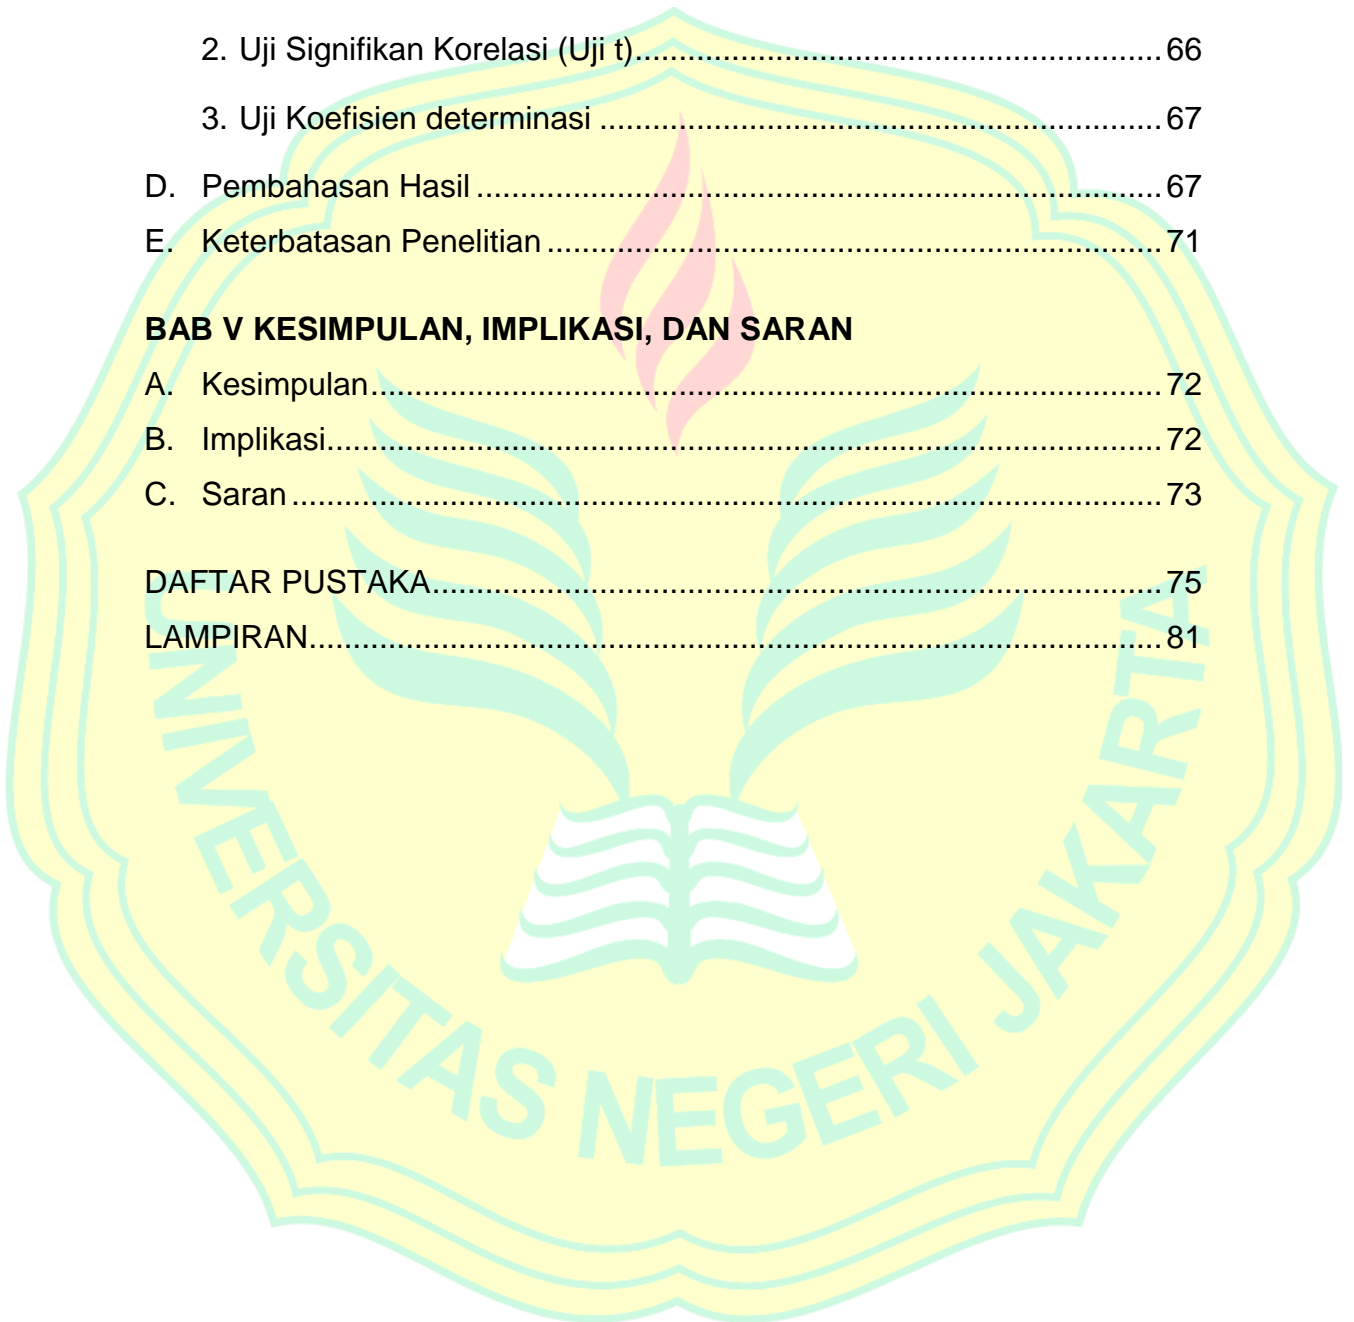 2. Uji Signifikan Korelasi (Uji t)............................................................ 66
3. Uji Koefisien determinasi ................................................................ 67
D. Pembahasan Hasil .............................................................................. 67
E. Keterbatasan Penelitian ...................................................................... 71
BAB V KESIMPULAN, IMPLIKASI, DAN SARAN
A. Kesimpulan.......................................................................................... 72
B. Implikasi............................................................................................... 72
C. Saran ................................................................................................... 73
DAFTAR PUSTAKA................................................................................... 75
LAMPIRAN................................................................................................. 81
UNIVERSITAS NEGERI JAKARTA